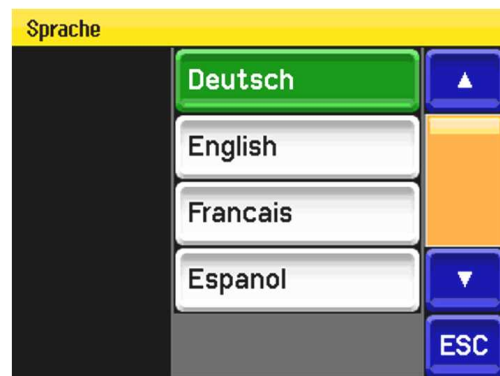 Sprache
Deutsch
English
Francais
Espanol
ESC